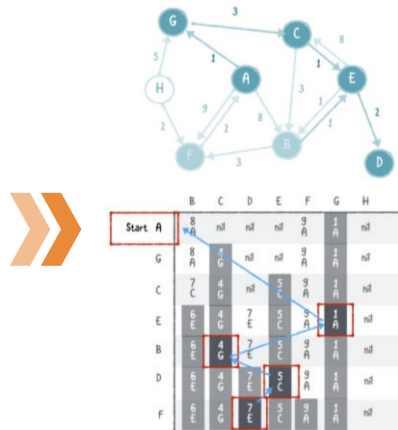 G
3
C
8
5
1
1
A
E
H
9
3
1
2
2
2
8
B
1
F
3
D
B C D E F G H
Start A 8 nil nil nil 9 1 nil
A A A
G 8 4 nil nil 9 1 nil
A G A A
C 7 4 nil 5 9 1 nil
C G C A A
E 6 4 7 5 9 1 nil
E G E C A A
B 6 4 7 5 9 1 nil
E G E C A A
D 6 4 7 5 9 1 nil
E G E C A A
F 6 4 7 5 9 1 nil
E G E C A A